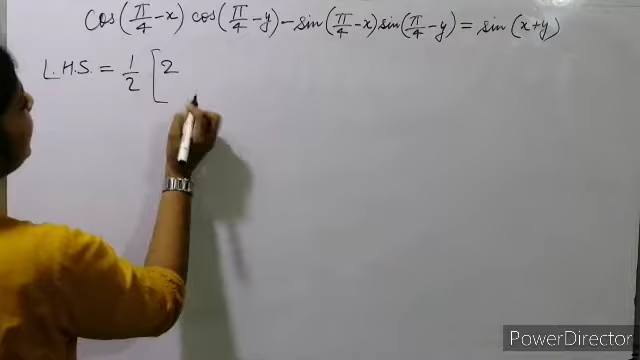 cos(π/4 - x) cos(π/4 - y) - sin(π/4 - x) sin(π/4 - y) = sin(x+y)
L.H.S. = 1/2 [2
PowerDirector